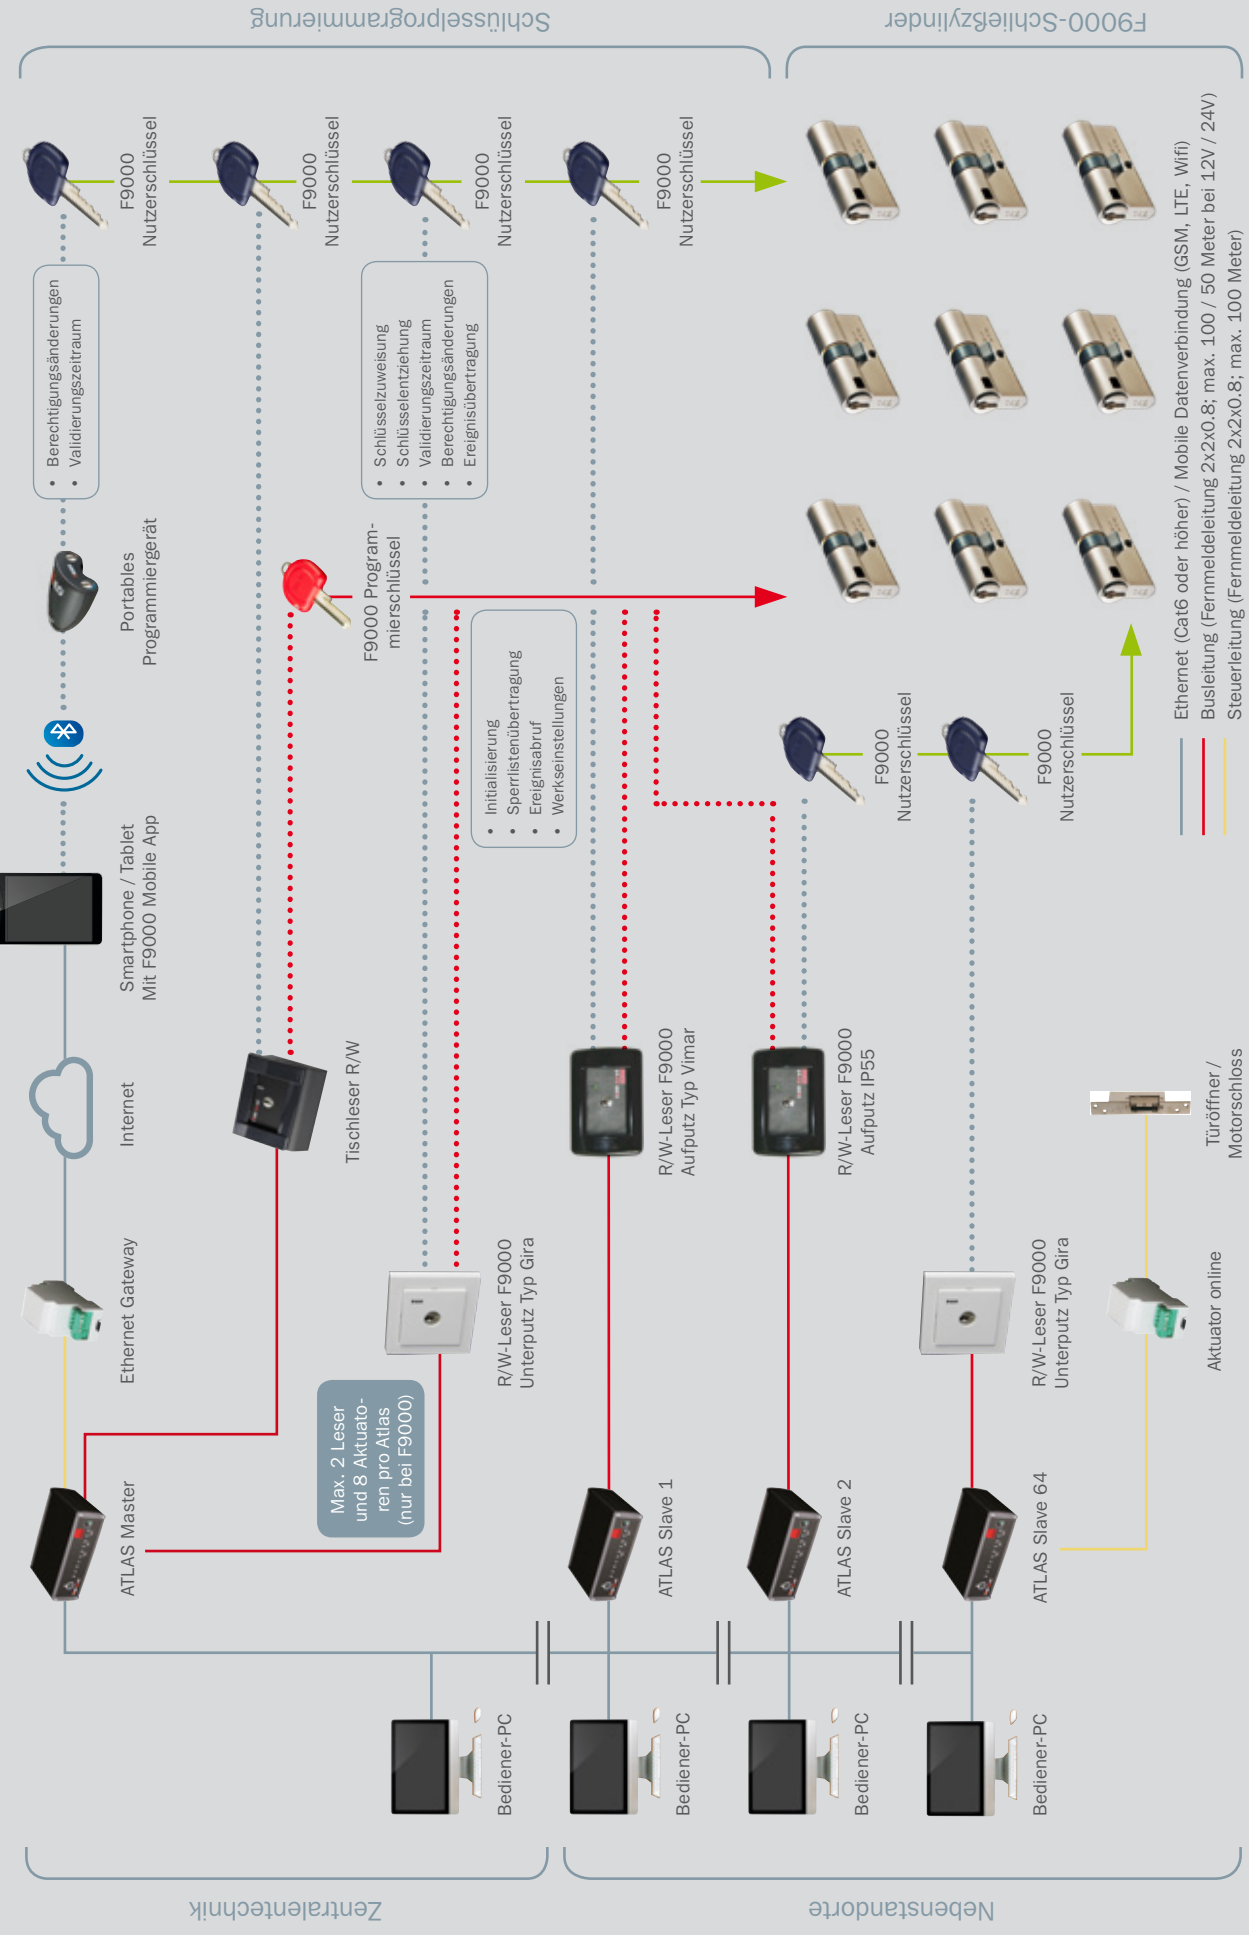 Zentralentechnik
Nebenstandorte
Schlüsselprogrammierung
F9000-Schließzylinder
ATLAS Master
Ethernet Gateway
Internet
Smartphone / Tablet
Mit F9000 Mobile App
Portables
Programmiergerät
• Berechtigungsänderungen
• Validierungszeitraum
F9000
Nutzerschlüssel
Tischleser R/W
F9000 Program-
mierschlüssel
F9000
Nutzerschlüssel
Max. 2 Leser
und 8 Aktuato-
ren pro Atlas
(nur bei F9000)
Bediener-PC
R/W-Leser F9000
Unterputz Typ Gira
• Schlüsselzuweisung
• Schlüsselentziehung
• Validierungszeitraum
• Berechtigungsänderungen
• Ereignisübertragung
F9000
Nutzerschlüssel
• Initialisierung
• Sperrlistenübertragung
• Ereignisabruf
• Werkseinstellungen
Bediener-PC
ATLAS Slave 1
R/W-Leser F9000
Aufputz Typ Vimar
F9000
Nutzerschlüssel
Bediener-PC
ATLAS Slave 2
R/W-Leser F9000
Aufputz IP55
F9000
Nutzerschlüssel
Bediener-PC
ATLAS Slave 64
R/W-Leser F9000
Unterputz Typ Gira
F9000
Nutzerschlüssel
Aktuator online
Türöffner /
Motorschloss
Ethernet (Cat6 oder höher) / Mobile Datenverbindung (GSM, LTE, Wifi)
Busleitung (Fernmeldeleitung 2x2x0.8; max. 100 / 50 Meter bei 12V / 24V)
Steuerleitung (Fernmeldeleitung 2x2x0.8; max. 100 Meter)